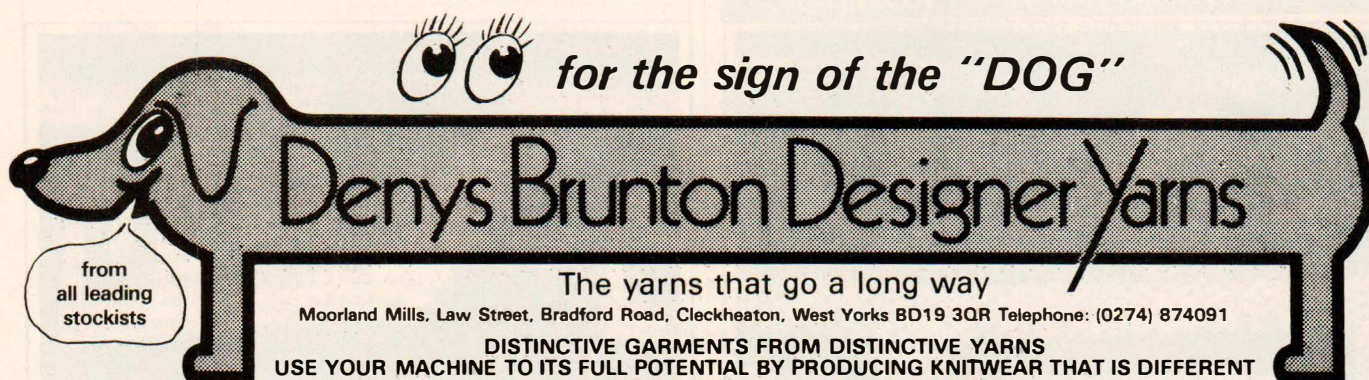 for the sign of the "DOG"
Denys Brunton Designer Yarns
from
all leading
stockists
The yarns that go a long way
Moorland Mills, Law Street, Bradford Road, Cleckheaton, West Yorks BD19 3QR Telephone: (0274) 874091
DISTINCTIVE GARMENTS FROM DISTINCTIVE YARNS
USE YOUR MACHINE TO ITS FULL POTENTIAL BY PRODUCING KNITWEAR THAT IS DIFFERENT